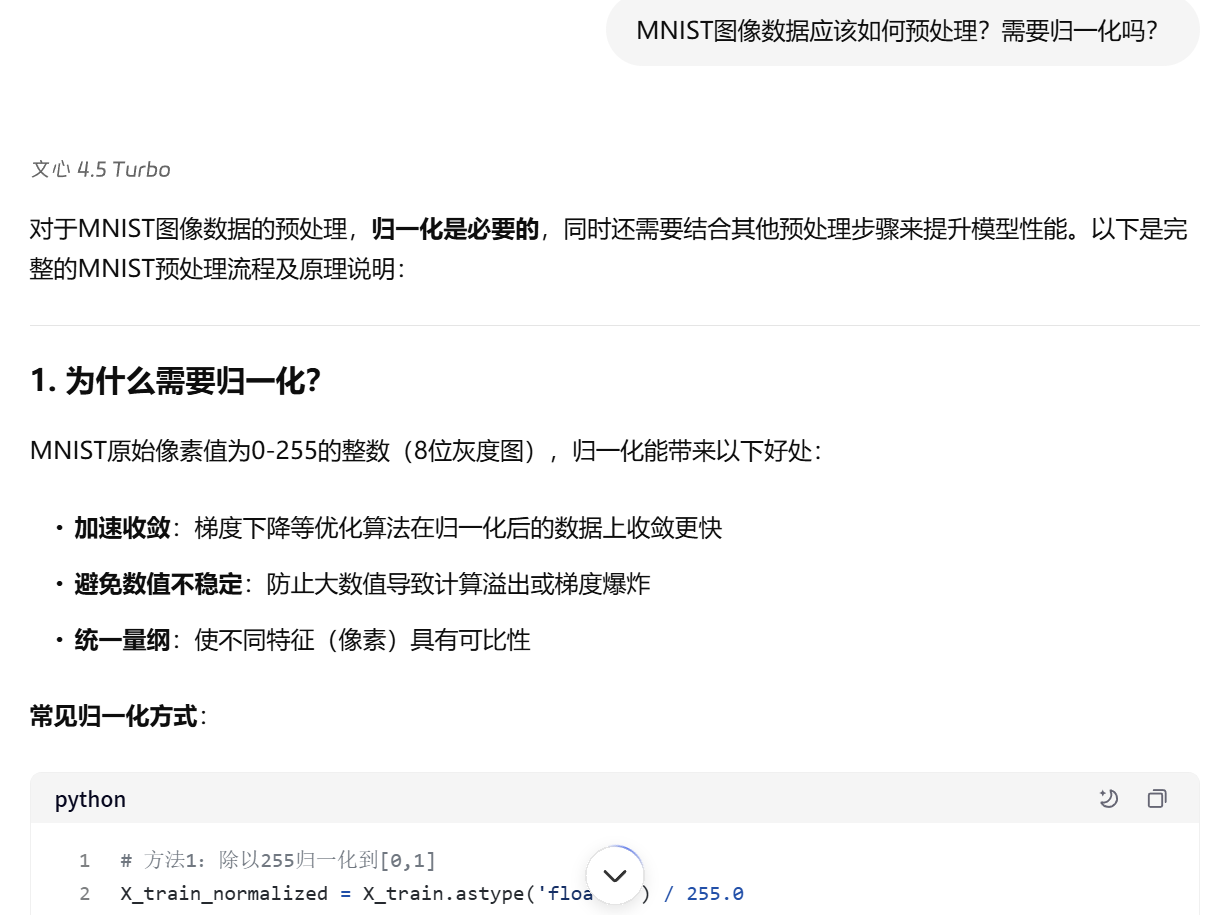 MNIST图像数据应该如何预处理？需要归一化吗？
文心 4.5 Turbo
对于MNIST图像数据的预处理，归一化是必要的，同时还需要结合其他预处理步骤来提升模型性能。以下是完
整的MNIST预处理流程及原理说明：
1. 为什么需要归一化？
MNIST原始像素值为0-255的整数（8位灰度图），归一化能带来以下好处：
• 加速收敛：梯度下降等优化算法在归一化后的数据上收敛更快
• 避免数值不稳定：防止大数值导致计算溢出或梯度爆炸
• 统一量纲：使不同特征（像素）具有可比性
常见归一化方式：
python
1 # 方法1：除以255归一化到[0,1]
2 X_train_normalized = X_train.astype('floa ) / 255.0